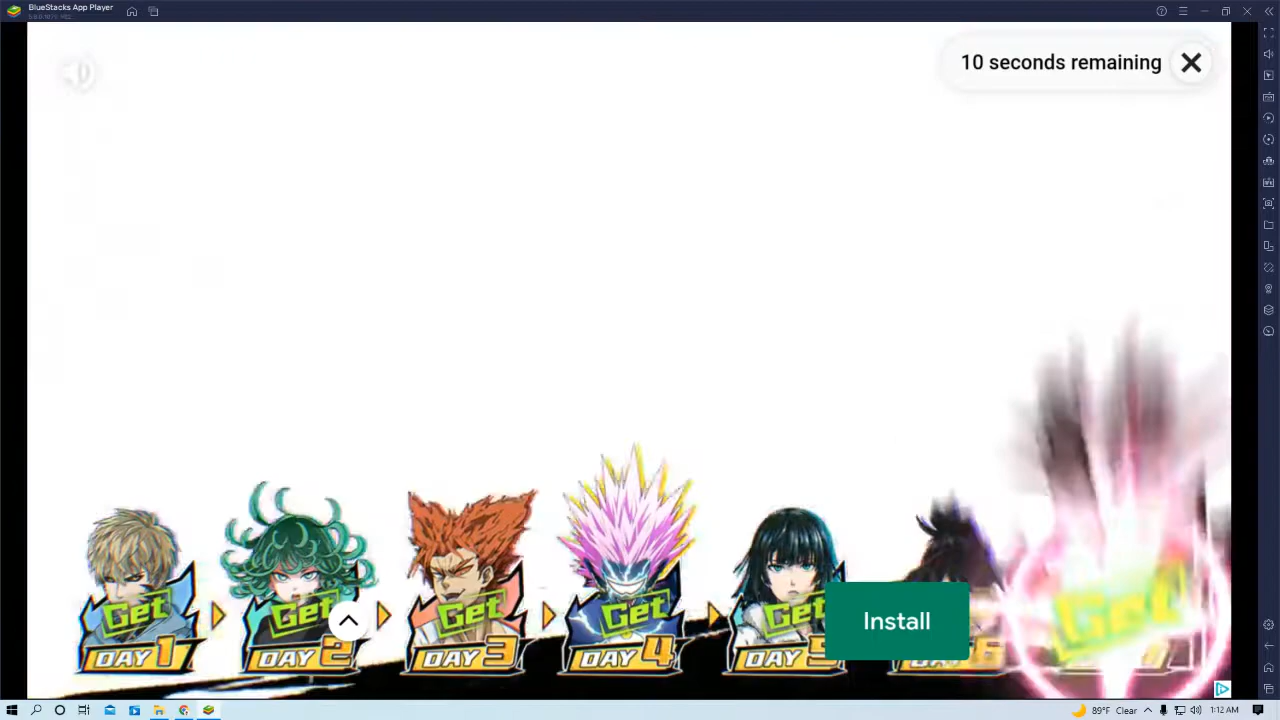 BlueStacks App Player
10 seconds remaining
Get
Get
Get
Get
Get
Get
DAY 1
DAY 2
DAY 3
DAY 4
DAY 5
Install
89°F Clear
1:12 AM